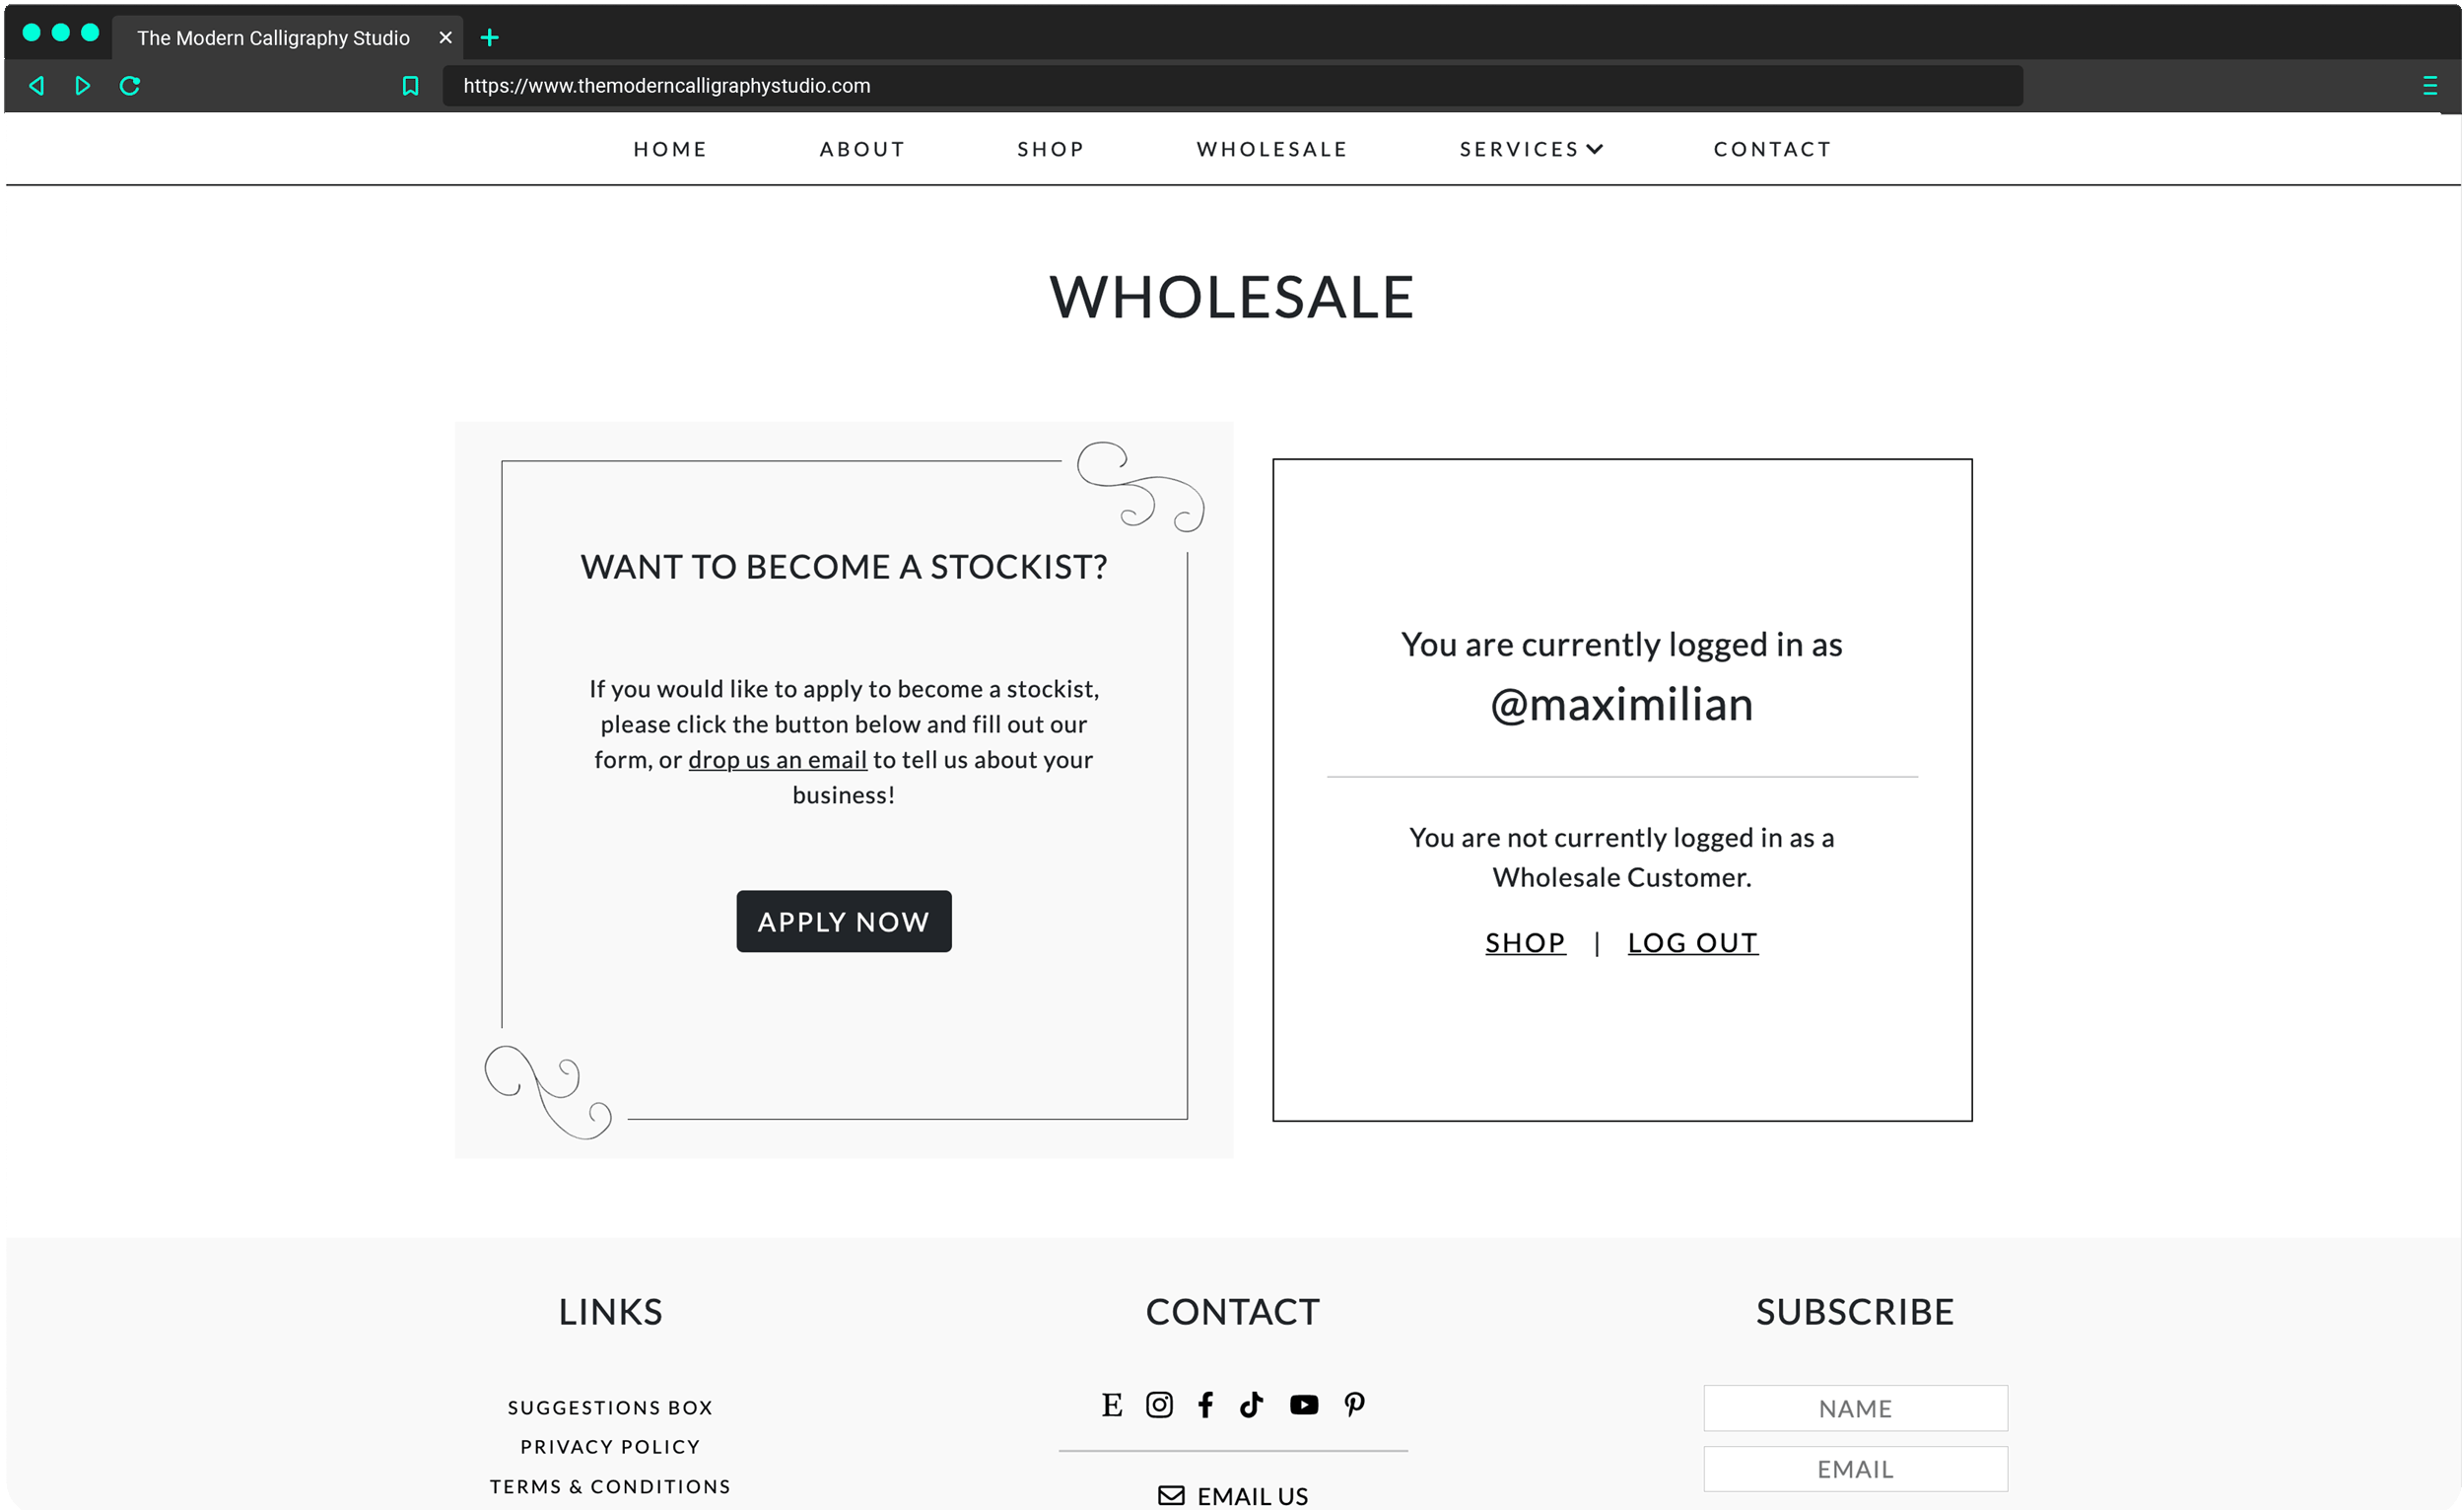 The Modern Calligraphy Studio
https://www.themoderncalligraphystudio.com
HOME ABOUT SHOP WHOLESALE SERVICES CONTACT
WHOLESALE
WANT TO BECOME A STOCKIST?
If you would like to apply to become a stockist,
please click the button below and fill out our
form, or drop us an email to tell us about your
business!
APPLY NOW
You are currently logged in as
@maximilian
You are not currently logged in as a
Wholesale Customer.
SHOP | LOG OUT
LINKS
SUGGESTIONS BOX
PRIVACY POLICY
TERMS & CONDITIONS
CONTACT
EMAIL US
SUBSCRIBE
NAME
EMAIL